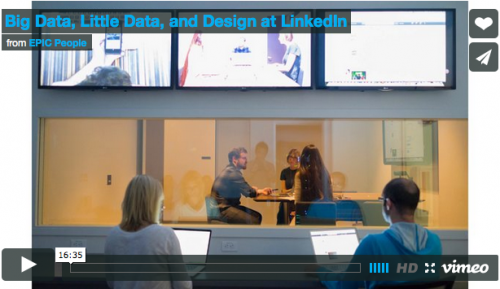 Big Data, Little Data, and Design at LinkedIn
from EPIC People
16:35
HD vimeo